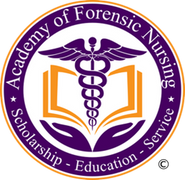 Academy of Forensic Nursing
Scholarship - Education - Service
©